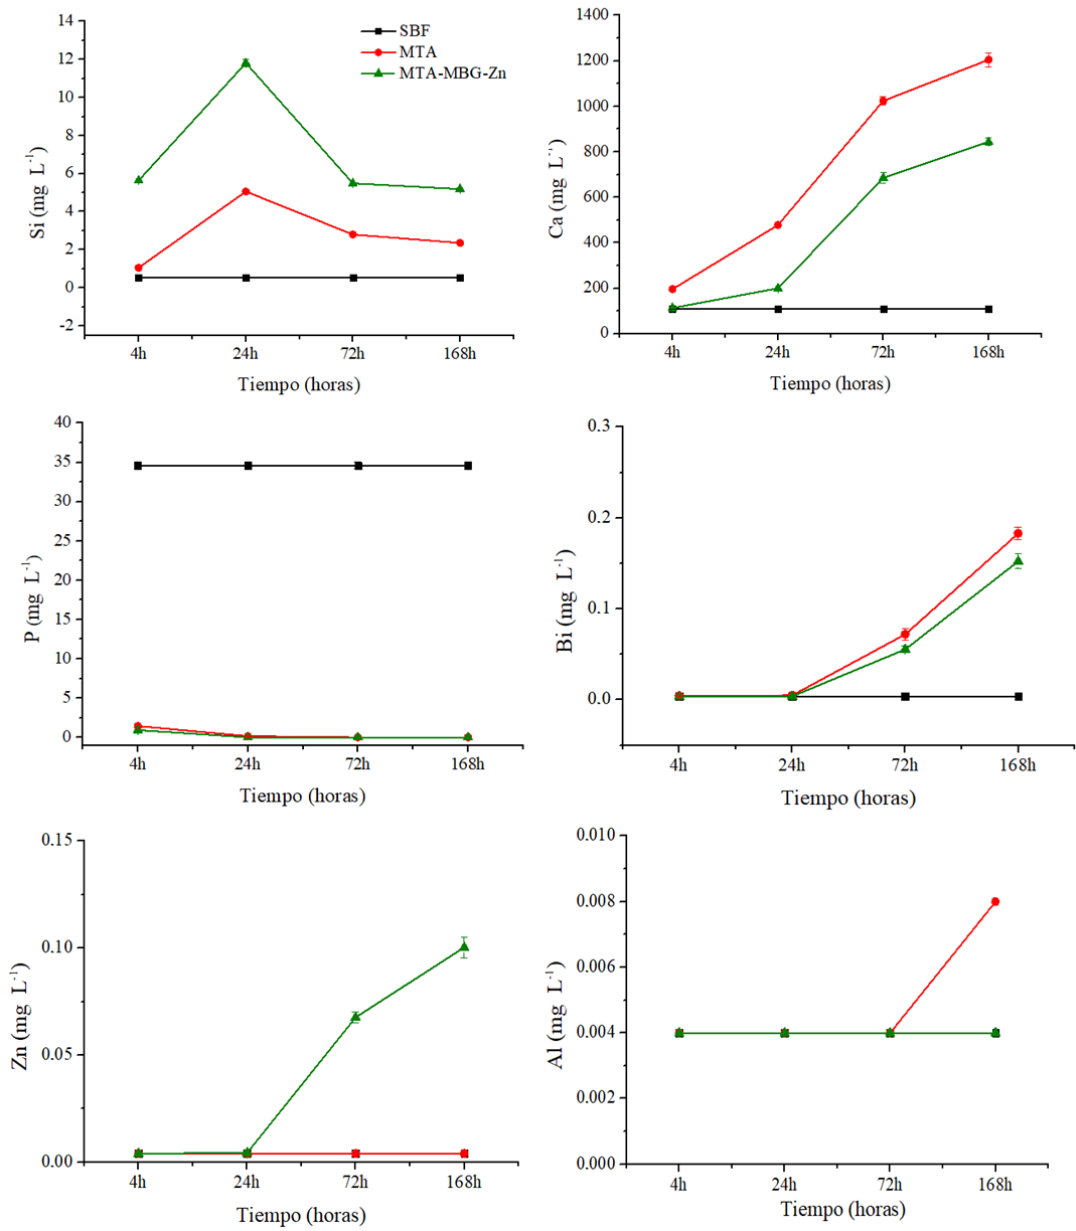 14
12
10
8
6
4
2
0
-2
Si (mg L⁻¹)
SBF
MTA
MTA-MBG-Zn
4h 24h 72h 168h
Tiempo (horas)
1400
1200
1000
800
600
400
200
0
Ca (mg L⁻¹)
4h 24h 72h 168h
Tiempo (horas)
40
35
30
25
20
15
10
5
0
P (mg L⁻¹)
4h 24h 72h 168h
Tiempo (horas)
0.3
0.2
0.1
0.0
Bi (mg L⁻¹)
4h 24h 72h 168h
Tiempo (horas)
0.15
0.10
0.05
0.00
Zn (mg L⁻¹)
4h 24h 72h 168h
Tiempo (horas)
0.010
0.008
0.006
0.004
0.002
0.000
Al (mg L⁻¹)
4h 24h 72h 168h
Tiempo (horas)